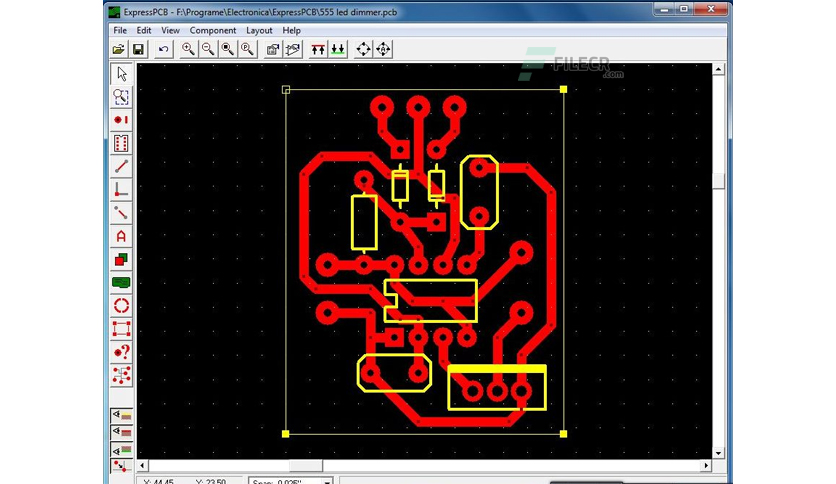 ExpressPCB - F:\Programe\Electronica\ExpressPCB\555 led dimmer.pcb
File Edit View Component Layout Help
FILECR
.com
X: 44.45 Y: 23.50 Snap: 0.025"